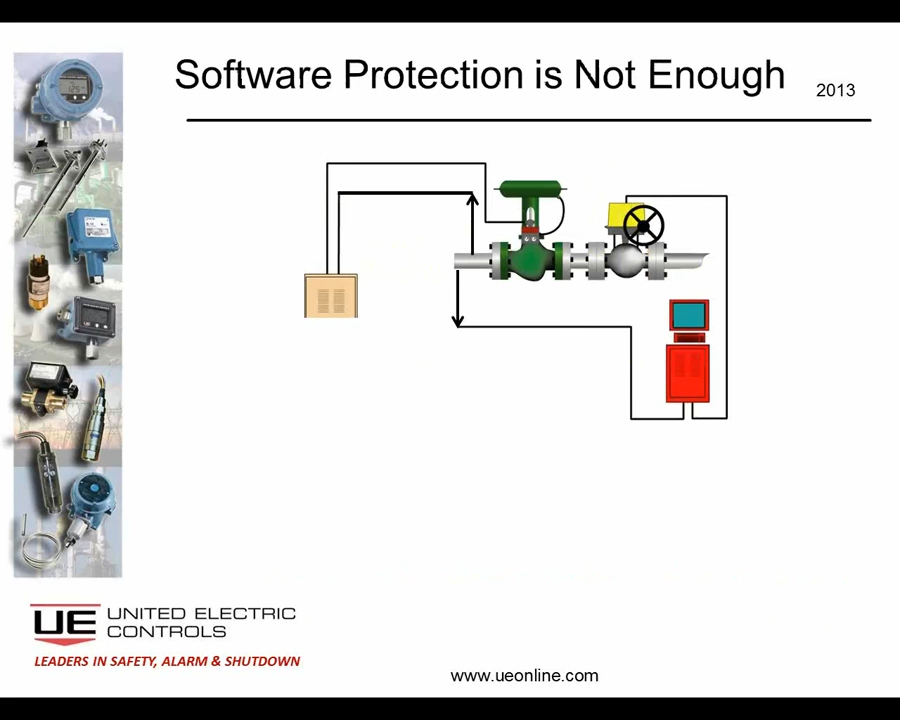 Software Protection is Not Enough
2013
UE UNITED ELECTRIC
CONTROLS
LEADERS IN SAFETY, ALARM & SHUTDOWN
www.ueonline.com